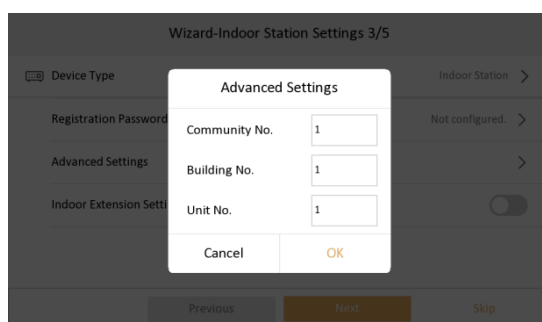 Wizard-Indoor Station Settings 3/5
Device Type
Indoor Station
Advanced Settings
Registration Password
Not configured.
Community No.
1
Advanced Settings
Building No.
1
Indoor Extension Setti
Unit No.
1
Cancel
OK
Previous
Next
Skip